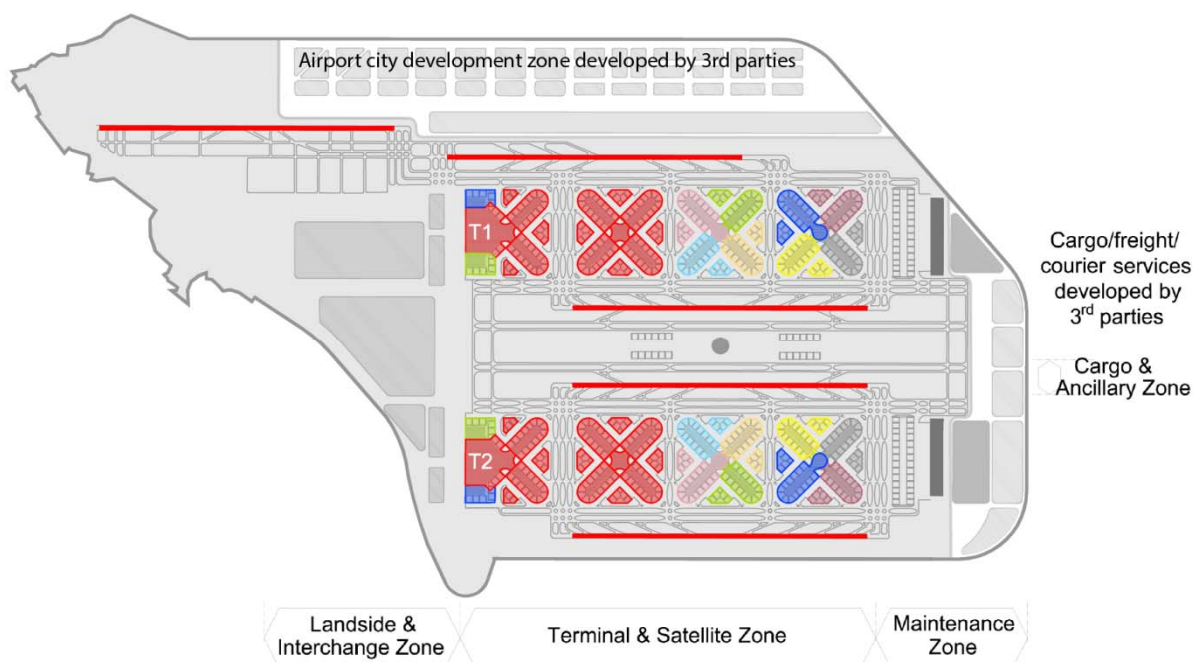 Airport city development zone developed by 3rd parties
T1
Cargo/freight/
courier services
developed by
3rd parties
Cargo &
Ancillary Zone
T2
Landside &
Interchange Zone
Terminal & Satellite Zone
Maintenance
Zone